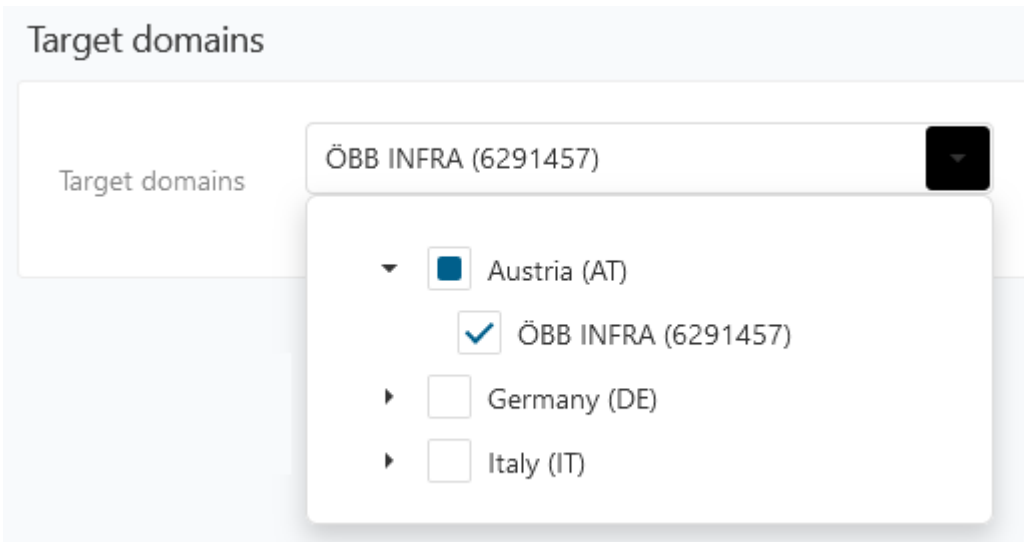 Target domains
Target domains
ÖBB INFRA (6291457)
Austria (AT)
ÖBB INFRA (6291457)
Germany (DE)
Italy (IT)